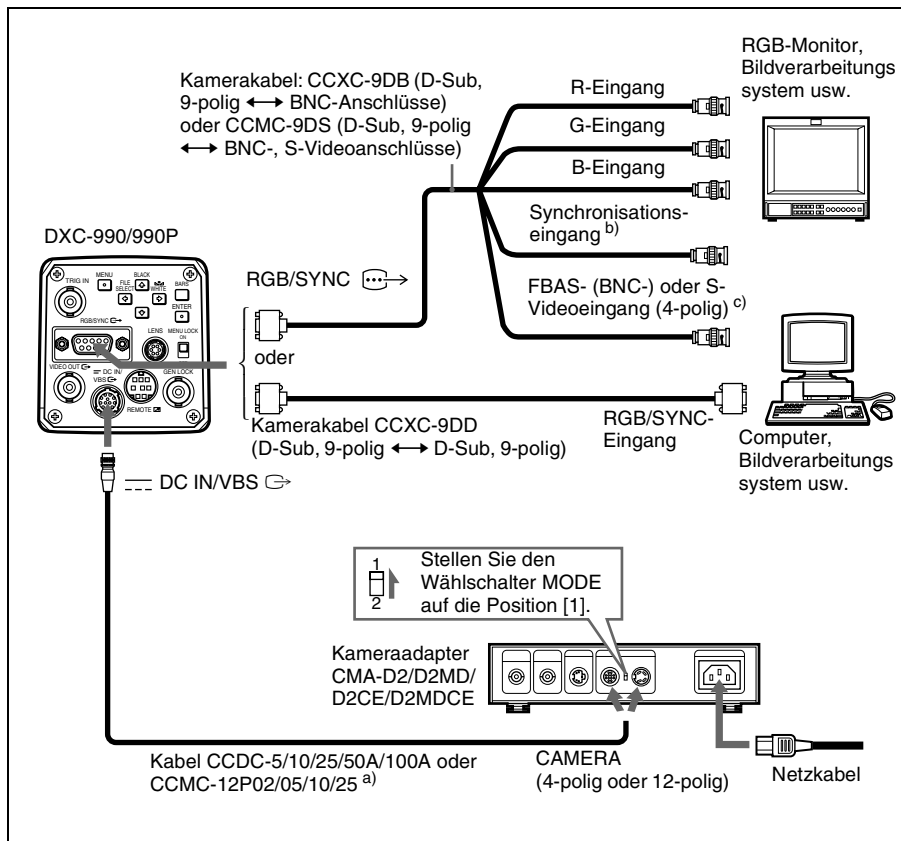 Kamerakabel: CCXC-9DB (D-Sub,
9-polig ⟷ BNC-Anschlüsse)
oder CCMC-9DS (D-Sub, 9-polig
⟷ BNC-, S-Videoanschlüsse)
R-Eingang
G-Eingang
B-Eingang
Synchronisations-
eingang b)
FBAS- (BNC-) oder S-
Videoeingang (4-polig) c)
RGB-Monitor,
Bildverarbeitungs
system usw.
DXC-990/990P
TRIG IN
MENU
BLACK
FILE
SELECT
WHITE
BARS
ENTER
RGB/SYNC
LENS
MENU LOCK
ON
VIDEO OUT
DC IN/
VBS
GEN LOCK
REMOTE
RGB/SYNC
oder
Kamerakabel CCXC-9DD
(D-Sub, 9-polig ⟷ D-Sub, 9-polig)
RGB/SYNC-
Eingang
Computer,
Bildverarbeitungs
system usw.
DC IN/VBS
1
2
Stellen Sie den
Wählschalter MODE
auf die Position [1].
Kameraadapter
CMA-D2/D2MD/
D2CE/D2MDCE
Kabel CCDC-5/10/25/50A/100A oder
CCMC-12P02/05/10/25 a)
CAMERA
(4-polig oder 12-polig)
Netzkabel